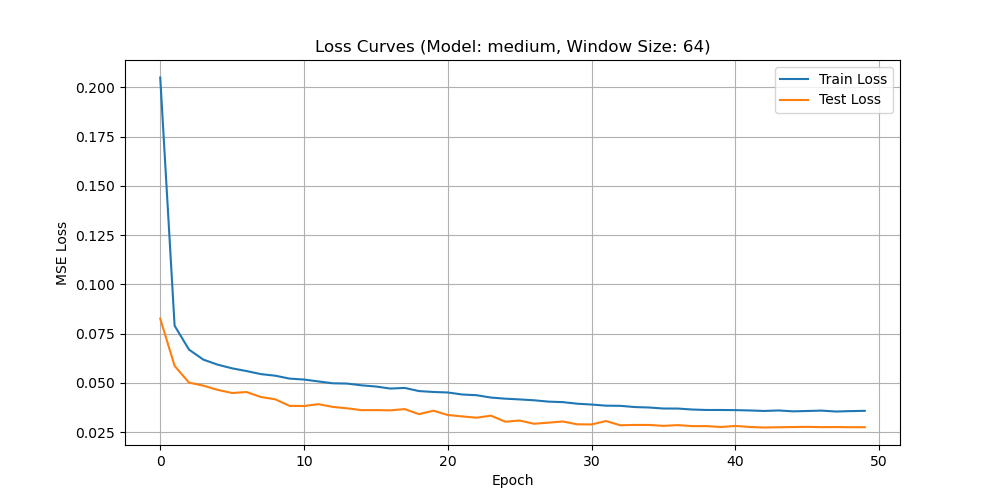 Loss Curves (Model: medium, Window Size: 64)
Train Loss
Test Loss
0.200
0.175
0.150
0.125
0.100
0.075
0.050
0.025
MSE Loss
0 10 20 30 40 50
Epoch